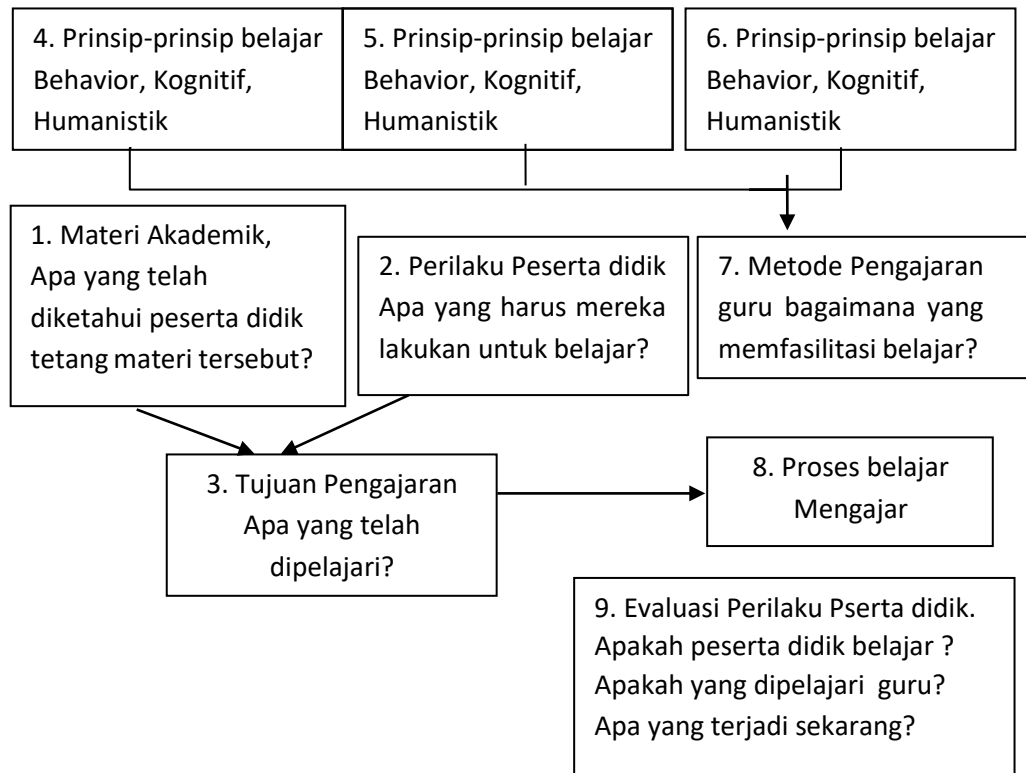 4. Prinsip-prinsip belajar
Behavior, Kognitif,
Humanistik
5. Prinsip-prinsip belajar
Behavior, Kognitif,
Humanistik
6. Prinsip-prinsip belajar
Behavior, Kognitif,
Humanistik
1. Materi Akademik,
Apa yang telah
diketahui peserta didik
tetang materi tersebut?
2. Perilaku Peserta didik
Apa yang harus mereka
lakukan untuk belajar?
7. Metode Pengajaran
guru bagaimana yang
memfasilitasi belajar?
3. Tujuan Pengajaran
Apa yang telah
dipelajari?
8. Proses belajar
Mengajar
9. Evaluasi Perilaku Pserta didik.
Apakah peserta didik belajar ?
Apakah yang dipelajari guru?
Apa yang terjadi sekarang?